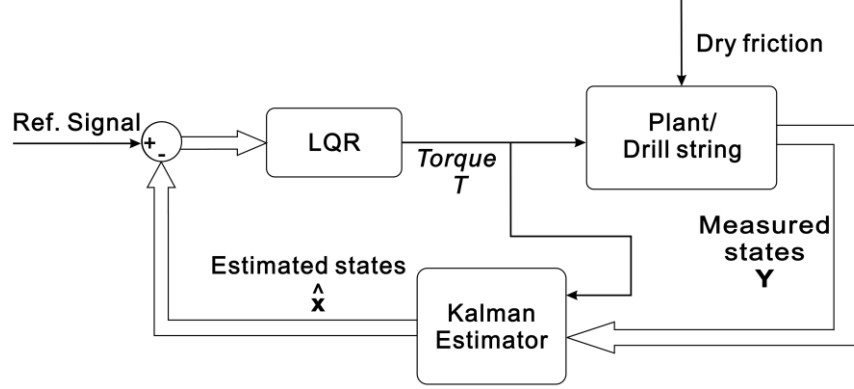 Dry friction
Ref. Signal
+
-
LQR
Torque
T
Plant/
Drill string
Measured
states
Y
Estimated states
x̂
Kalman
Estimator